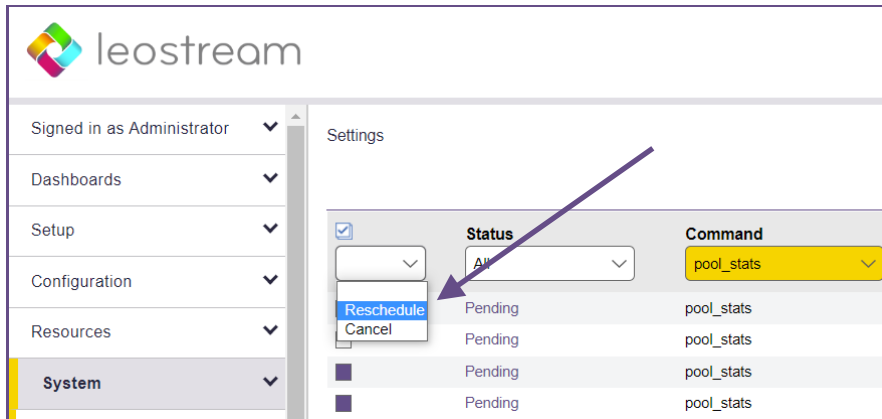 leostream
Signed in as Administrator
Dashboards
Setup
Configuration
Resources
System
Settings
Status Command
All pool_stats
Reschedule
Cancel
Pending pool_stats
Pending pool_stats
Pending pool_stats
Pending pool_stats